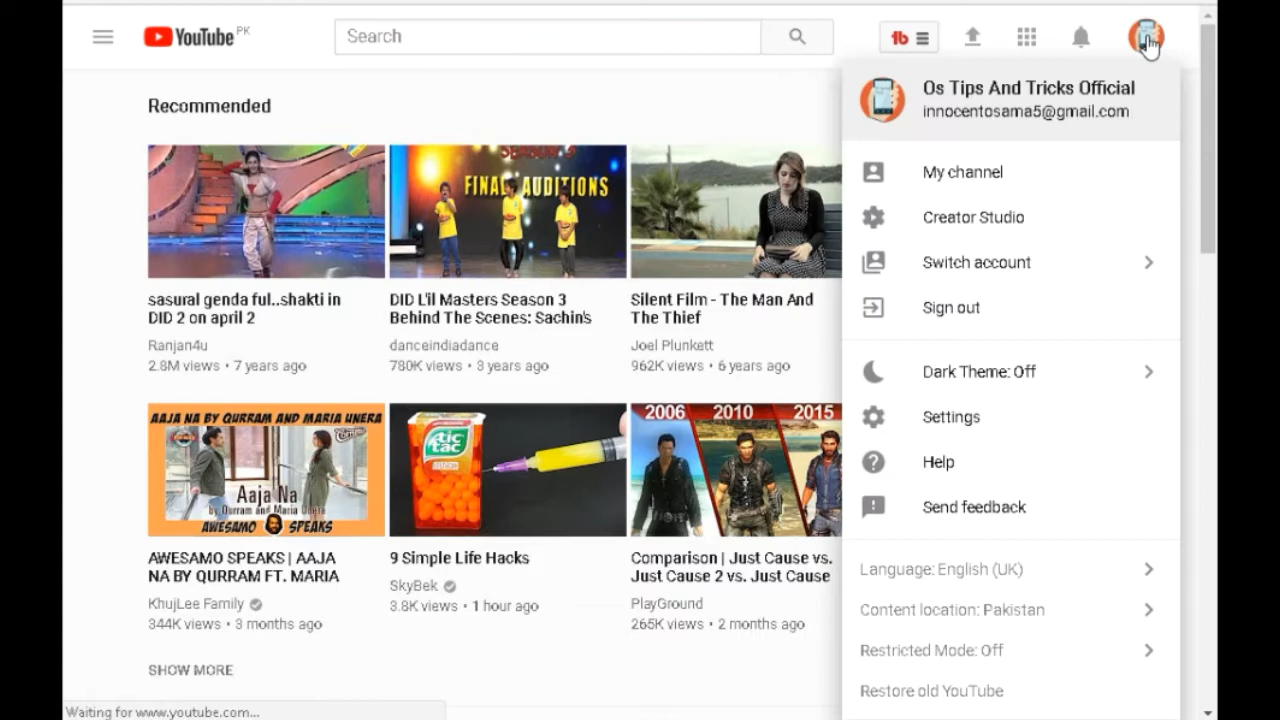 YouTube PK
Search
Os Tips And Tricks Official
innocentosama5@gmail.com
My channel
Creator Studio
Switch account
Sign out
Dark Theme: Off
Settings
Help
Send feedback
Language: English (UK)
Content location: Pakistan
Restricted Mode: Off
Restore old YouTube
Recommended
FINAL AUDITIONS
sasural genda ful..shakti in
DID 2 on april 2
Ranjan4u
2.8M views • 7 years ago
DID L'il Masters Season 3
Behind The Scenes: Sachin's
danceindiadance
780K views • 3 years ago
Silent Film - The Man And
The Thief
Joel Plunkett
962K views • 6 years ago
AAJA NA BY QURRAM AND MARIA UNERA
Aaja Na
by Qurram and Maria Unera
AWESAMO SPEAKS
tic
tac
2006 2010 2015
AWESAMO SPEAKS | AAJA
NA BY QURRAM FT. MARIA
KhujLee Family
344K views • 3 months ago
9 Simple Life Hacks
SkyBek
3.8K views • 1 hour ago
Comparison | Just Cause vs.
Just Cause 2 vs. Just Cause
PlayGround
265K views • 2 months ago
SHOW MORE
Waiting for www.youtube.com...